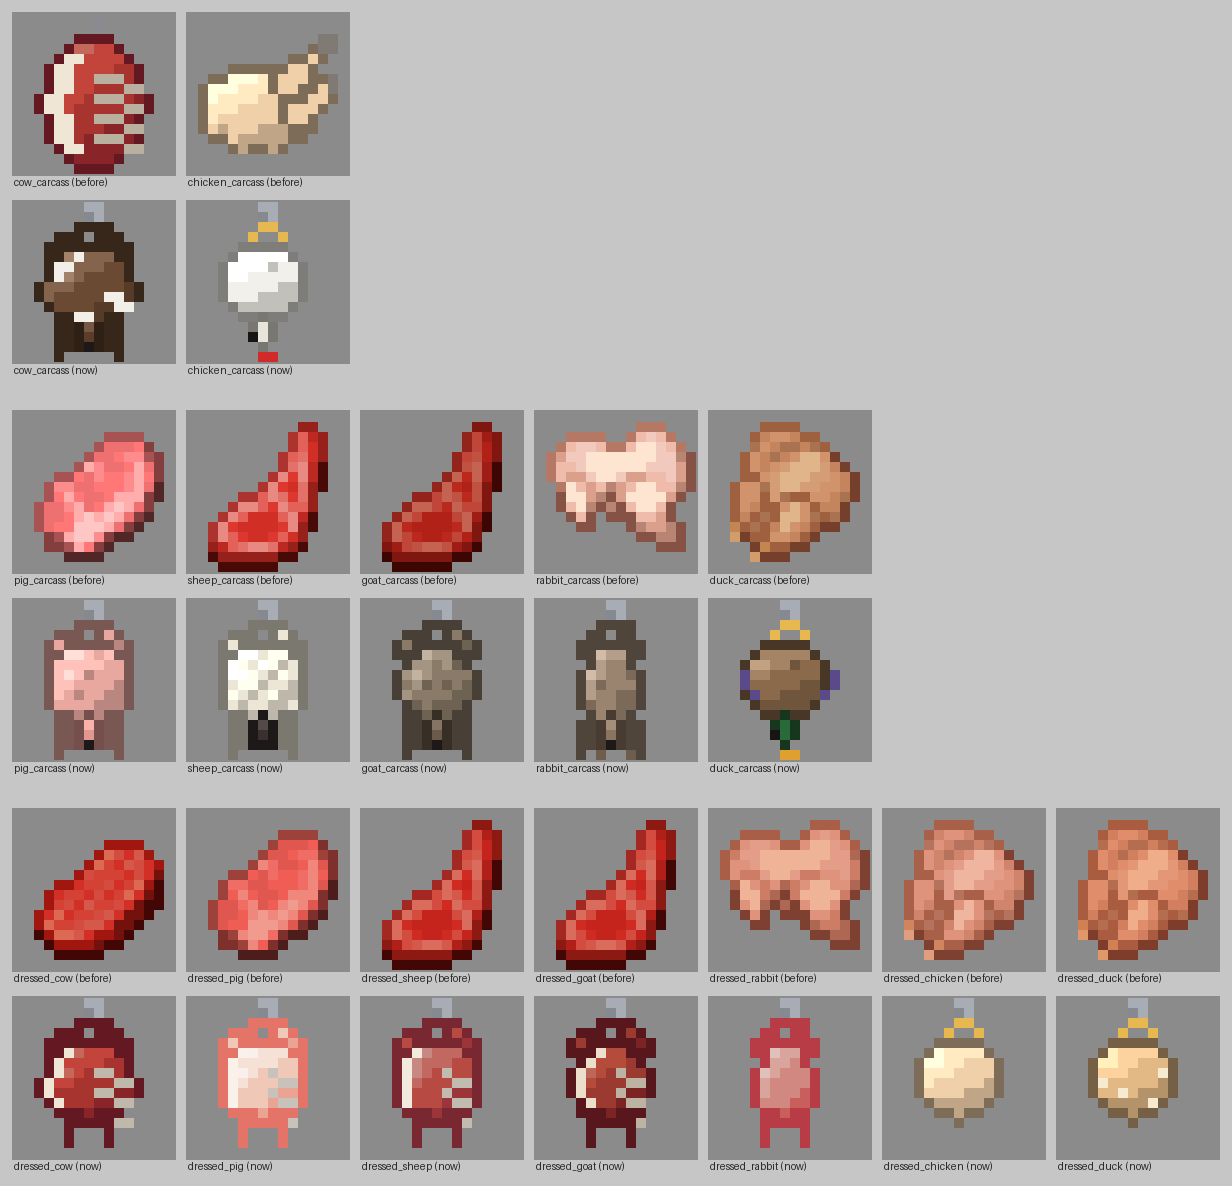 cow_carcass (before)
chicken_carcass (before)
cow_carcass (now)
chicken_carcass (now)
pig_carcass (before)
sheep_carcass (before)
goat_carcass (before)
rabbit_carcass (before)
duck_carcass (before)
pig_carcass (now)
sheep_carcass (now)
goat_carcass (now)
rabbit_carcass (now)
duck_carcass (now)
dressed_cow (before)
dressed_pig (before)
dressed_sheep (before)
dressed_goat (before)
dressed_rabbit (before)
dressed_chicken (before)
dressed_duck (before)
dressed_cow (now)
dressed_pig (now)
dressed_sheep (now)
dressed_goat (now)
dressed_rabbit (now)
dressed_chicken (now)
dressed_duck (now)